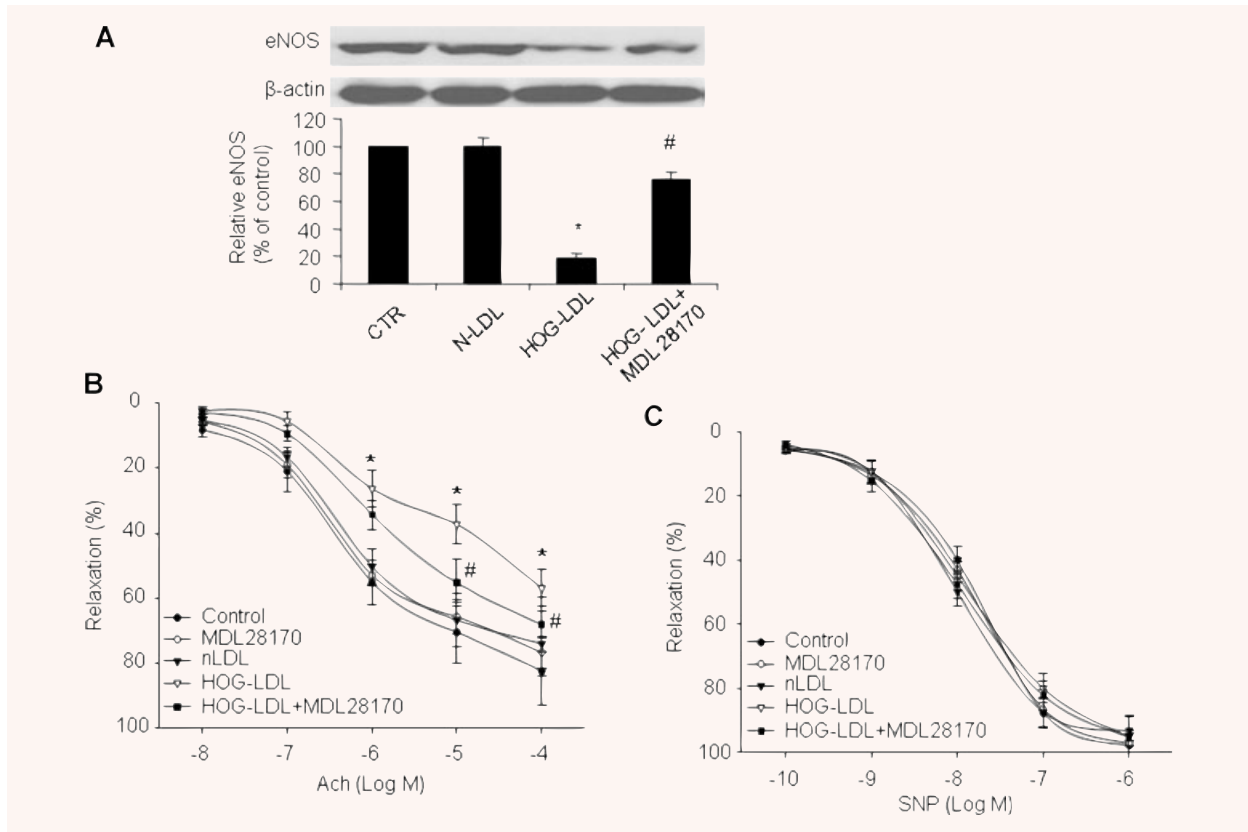 A
eNOS
β-actin
Relative eNOS
(% of control)
120
100
80
60
40
20
0
*
#
CTR
N-LDL
HOG-LDL
HOG- LDL+
MDL 28170
B
Relaxation (%)
0
20
40
60
80
100
*
*
*
#
#
Control
MDL28170
nLDL
HOG-LDL
HOG-LDL+MDL28170
-8 -7 -6 -5 -4
Ach (Log M)
C
Relaxation (%)
0
20
40
60
80
100
Control
MDL28170
nLDL
HOG-LDL
HOG-LDL+MDL28170
-10 -9 -8 -7 -6
SNP (Log M)